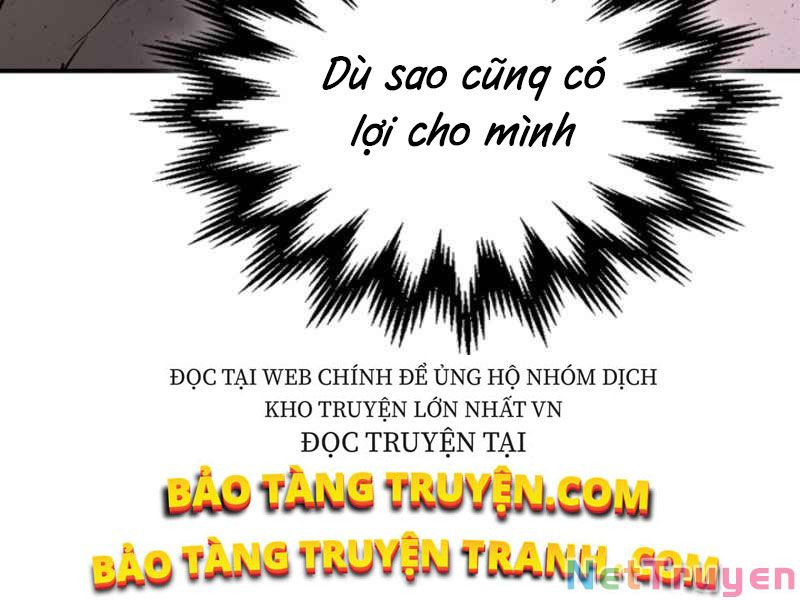 Dù sao cũng có
lợi cho mình
ĐỌC TẠI WEB CHÍNH ĐỂ ỦNG HỘ NHÓM DỊCH
KHO TRUYỆN LỚN NHẤT VN
ĐỌC TRUYỆN TẠI
BẢO TÀNG TRUYỆN.COM
BẢO TÀNG TRUYỆN TRANH.COM
NetTruyen